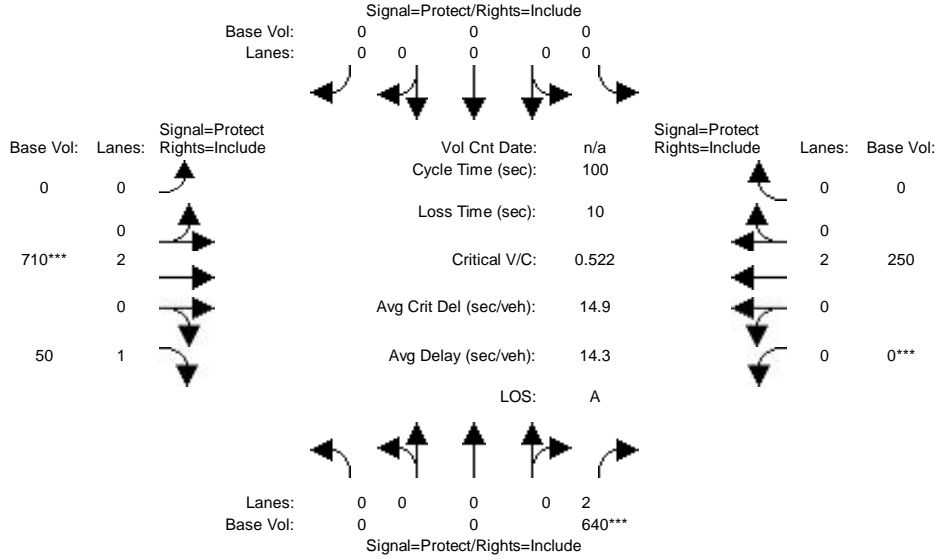 Signal=Protect/Rights=Include
Base Vol: 0 0 0
Lanes: 0 0 0 0 0
Signal=Protect Signal=Protect
Base Vol: Lanes: Rights=Include Vol Cnt Date: n/a Rights=Include Lanes: Base Vol:
Cycle Time (sec): 100
0 0 0 0
Loss Time (sec): 10
0 0
710*** 2 Critical V/C: 0.522 2 250
0 Avg Crit Del (sec/veh): 14.9 0
50 1 Avg Delay (sec/veh): 14.3 0 0***
LOS: A
Lanes: 0 0 0 0 2
Base Vol: 0 0 640***
Signal=Protect/Rights=Include